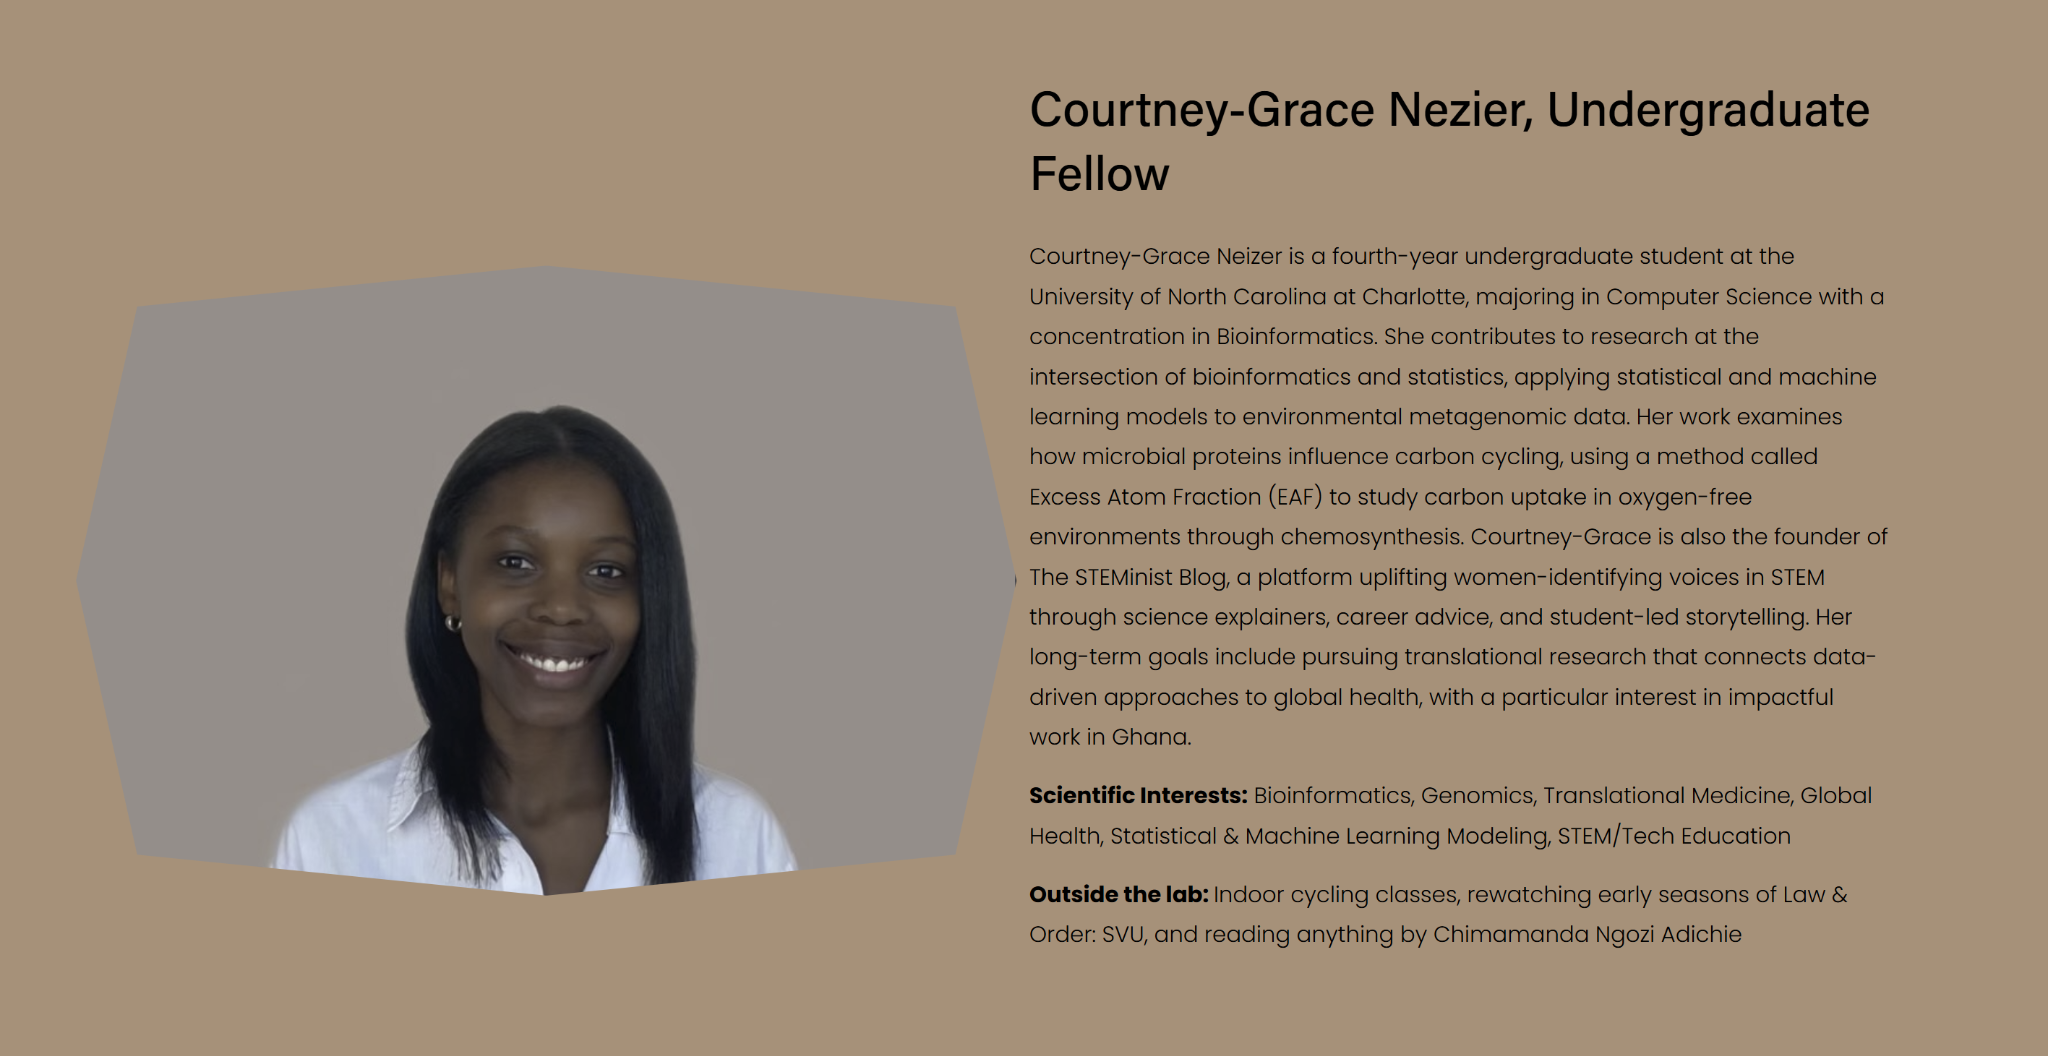 Courtney-Grace Nezier, Undergraduate
Fellow
Courtney-Grace Neizer is a fourth-year undergraduate student at the
University of North Carolina at Charlotte, majoring in Computer Science with a
concentration in Bioinformatics. She contributes to research at the
intersection of bioinformatics and statistics, applying statistical and machine
learning models to environmental metagenomic data. Her work examines
how microbial proteins influence carbon cycling, using a method called
Excess Atom Fraction (EAF) to study carbon uptake in oxygen-free
environments through chemosynthesis. Courtney-Grace is also the founder of
The STEMinist Blog, a platform uplifting women-identifying voices in STEM
through science explainers, career advice, and student-led storytelling. Her
long-term goals include pursuing translational research that connects data-
driven approaches to global health, with a particular interest in impactful
work in Ghana.
Scientific Interests: Bioinformatics, Genomics, Translational Medicine, Global
Health, Statistical & Machine Learning Modeling, STEM/Tech Education
Outside the lab: Indoor cycling classes, rewatching early seasons of Law &
Order: SVU, and reading anything by Chimamanda Ngozi Adichie